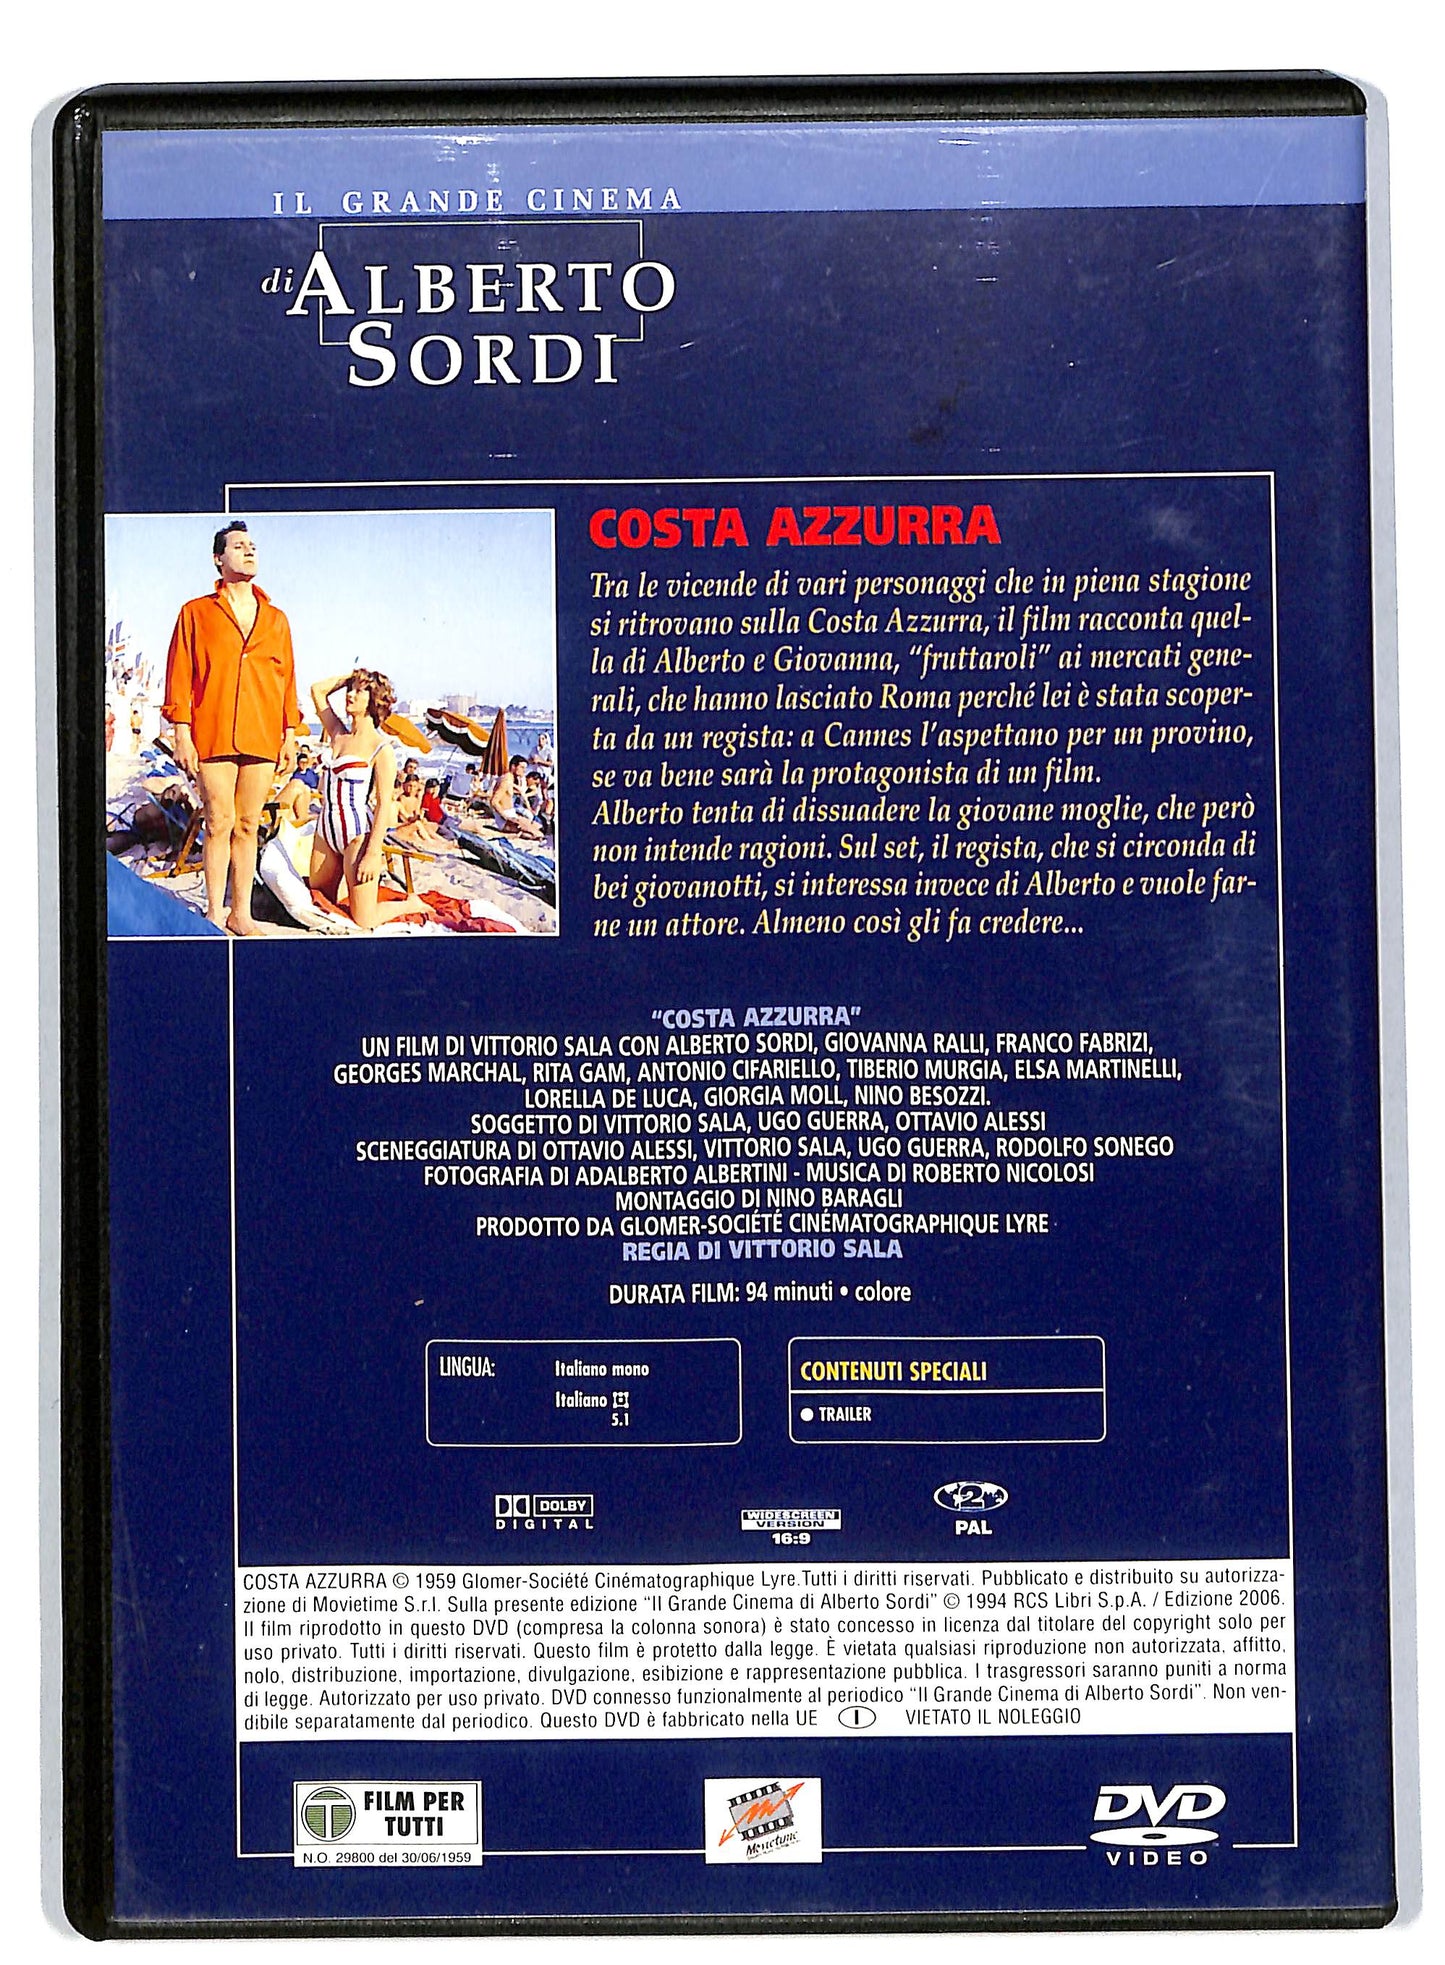 IL GRANDE CINEMA
di ALBERTO
SORDI
COSTA AZZURRA
Tra le vicende di vari personaggi che in piena stagione
si ritrovano sulla Costa Azzurra, il film racconta quel-
la di Alberto e Giovanna, “fruttaroli” ai mercati gene-
rali, che hanno lasciato Roma perché lei è stata scoper-
ta da un regista: a Cannes l’aspettano per un provino,
se va bene sarà la protagonista di un film.
Alberto tenta di dissuadere la giovane moglie, che però
non intende ragioni. Sul set, il regista, che si circonda di
bei giovanotti, si interessa invece di Alberto e vuole far-
ne un attore. Almeno così gli fa credere...
“COSTA AZZURRA”
UN FILM DI VITTORIO SALA CON ALBERTO SORDI, GIOVANNA RALLI, FRANCO FABRIZI,
GEORGES MARCHAL, RITA GAM, ANTONIO CIFARIELLO, TIBERIO MURGIA, ELSA MARTINELLI,
LORELLA DE LUCA, GIORGIA MOLL, NINO BESOZZI.
SOGGETTO DI VITTORIO SALA, UGO GUERRA, OTTAVIO ALESSI
SCENEGGIATURA DI OTTAVIO ALESSI, VITTORIO SALA, UGO GUERRA, RODOLFO SONEGO
FOTOGRAFIA DI ADALBERTO ALBERTINI - MUSICA DI ROBERTO NICOLOSI
MONTAGGIO DI NINO BARAGLI
PRODOTTO DA GLOMER-SOCIÉTÉ CINÉMATOGRAPHIQUE LYRE
REGIA DI VITTORIO SALA
DURATA FILM: 94 minuti • colore
LINGUA: Italiano mono
Italiano
5.1
CONTENUTI SPECIALI
● TRAILER
DOLBY
DIGITAL
WIDESCREEN
VERSION
16:9
2
PAL
COSTA AZZURRA © 1959 Glomer-Société Cinématographique Lyre.Tutti i diritti riservati. Pubblicato e distribuito su autorizza-
zione di Movietime S.r.l. Sulla presente edizione “Il Grande Cinema di Alberto Sordi” © 1994 RCS Libri S.p.A. / Edizione 2006.
Il film riprodotto in questo DVD (compresa la colonna sonora) è stato concesso in licenza dal titolare del copyright solo per
uso privato. Tutti i diritti riservati. Questo film è protetto dalla legge. È vietata qualsiasi riproduzione non autorizzata, affitto,
nolo, distribuzione, importazione, divulgazione, esibizione e rappresentazione pubblica. I trasgressori saranno puniti a norma
di legge. Autorizzato per uso privato. DVD connesso funzionalmente al periodico “Il Grande Cinema di Alberto Sordi”. Non ven-
dibile separatamente dal periodico. Questo DVD è fabbricato nella UE I VIETATO IL NOLEGGIO
T FILM PER
TUTTI
N.O. 29800 del 30/06/1959
Movietime
DVD
VIDEO